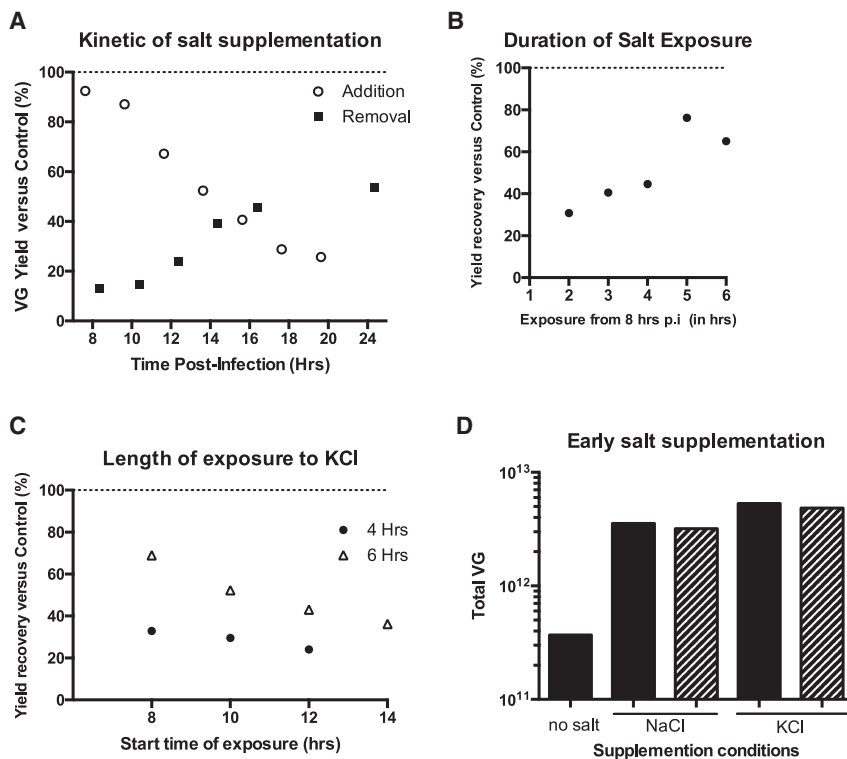 A
Kinetic of salt supplementation
VG Yield versus Control (%)
100
80
60
40
20
0
Addition
Removal
8 10 12 14 16 18 20 24
Time Post-Infection (Hrs)
B
Duration of Salt Exposure
Yield recovery versus Control (%)
100
80
60
40
20
0
1 2 3 4 5 6
Exposure from 8 hrs p.i (in hrs)
C
Length of exposure to KCl
Yield recovery versus Control (%)
100
80
60
40
20
0
4 Hrs
6 Hrs
8 10 12 14
Start time of exposure (hrs)
D
Early salt supplementation
Total VG
10¹³
10¹²
10¹¹
no salt NaCl KCl
Supplemention conditions